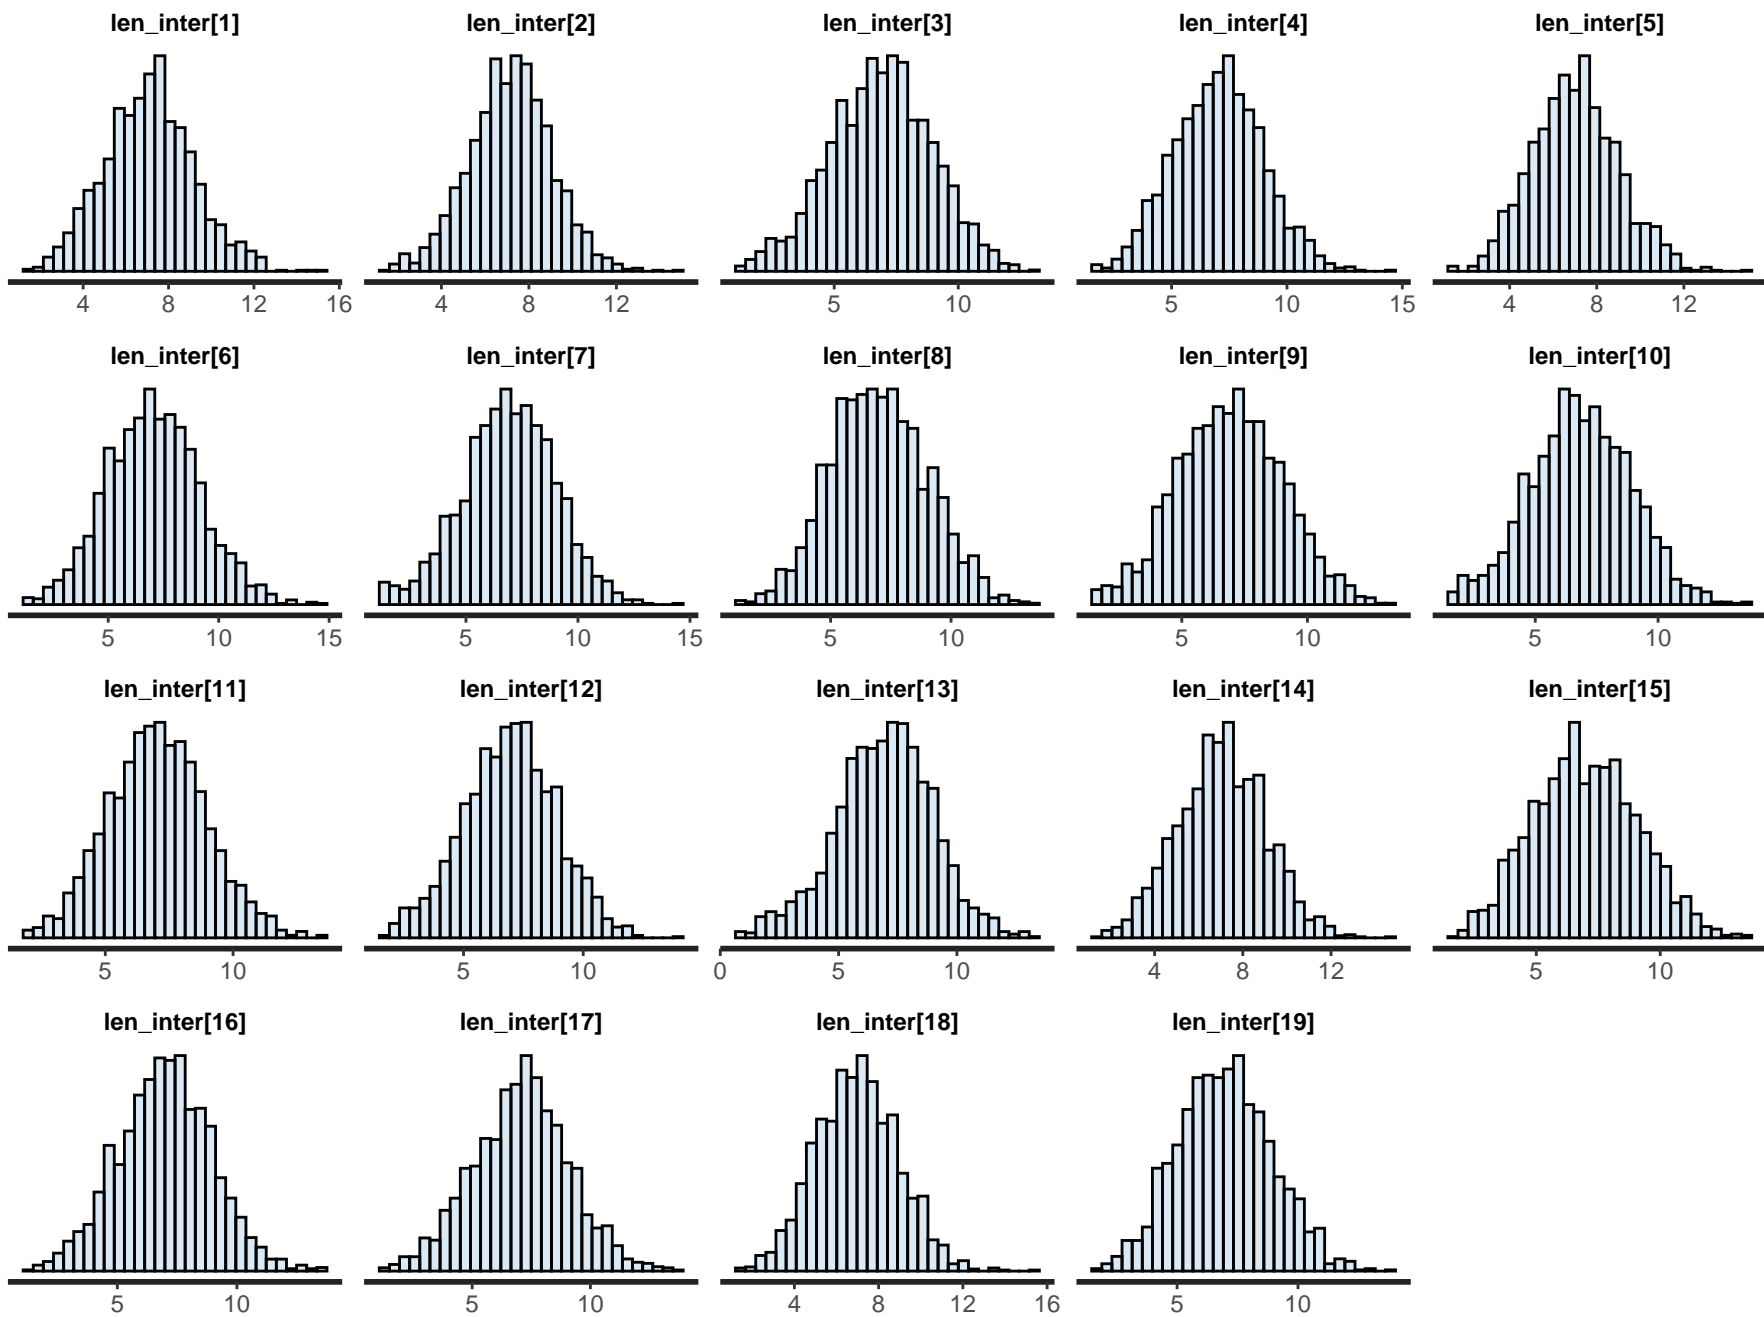 len_inter[1] len_inter[2] len_inter[3] len_inter[4] len_inter[5]
4 8 12 16 4 8 12 5 10 5 10 15 4 8 12
len_inter[6] len_inter[7] len_inter[8] len_inter[9] len_inter[10]
5 10 15 5 10 15 5 10 5 10 5 10
len_inter[11] len_inter[12] len_inter[13] len_inter[14] len_inter[15]
5 10 5 10 0 5 10 4 8 12 5 10
len_inter[16] len_inter[17] len_inter[18] len_inter[19]
5 10 5 10 4 8 12 16 5 10